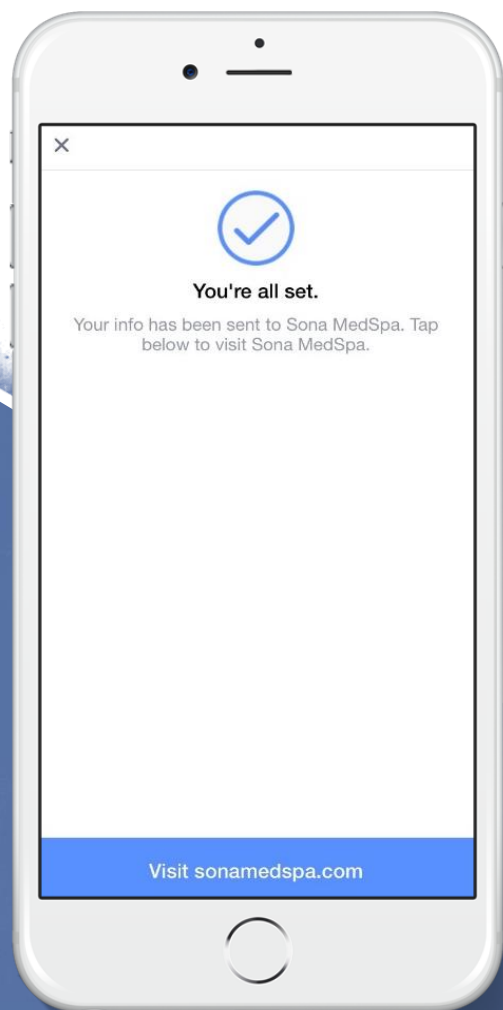 You're all set.
Your info has been sent to Sona MedSpa. Tap
below to visit Sona MedSpa.
Visit sonamedspa.com